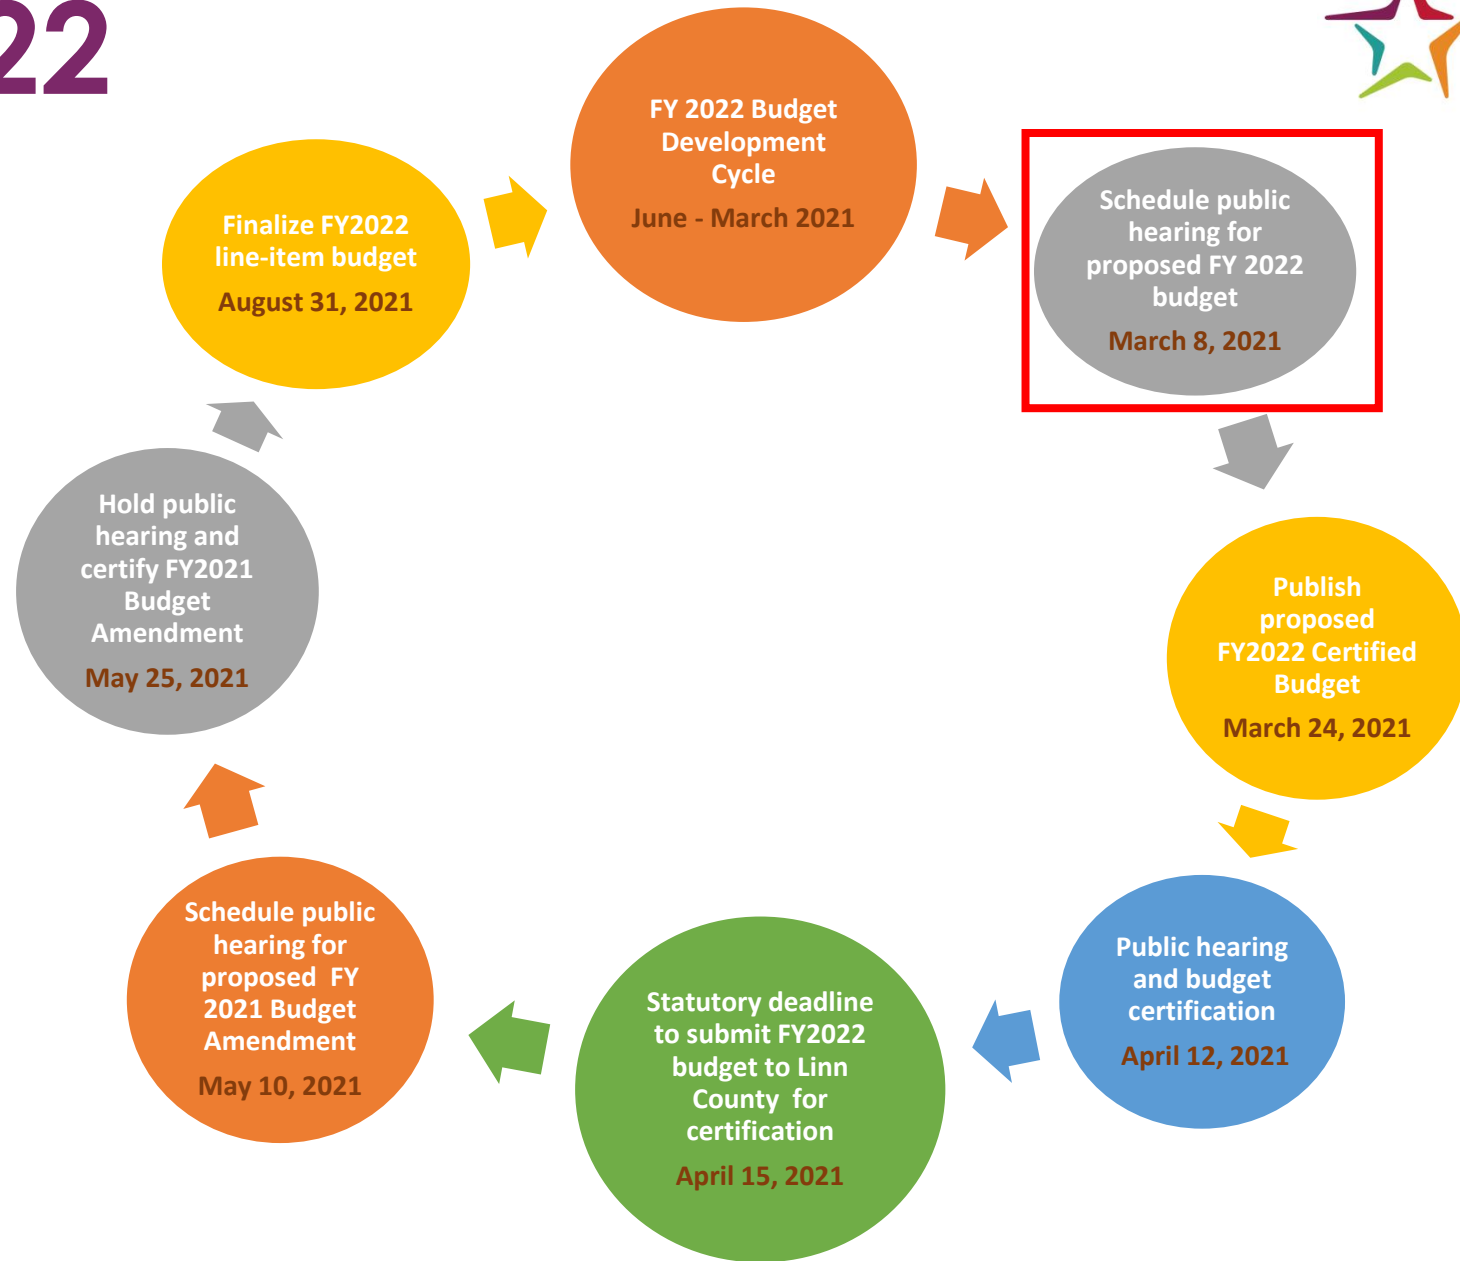 22
FY 2022 Budget
Development
Cycle
June - March 2021
Schedule public
hearing for
proposed FY 2022
budget
March 8, 2021
Publish
proposed
FY2022 Certified
Budget
March 24, 2021
Public hearing
and budget
certification
April 12, 2021
Statutory deadline
to submit FY2022
budget to Linn
County  for
certification
April 15, 2021
Schedule public
hearing for
proposed  FY
2021 Budget
Amendment
May 10, 2021
Hold public
hearing and
certify FY2021
Budget
Amendment
May 25, 2021
Finalize FY2022
line-item budget
August 31, 2021